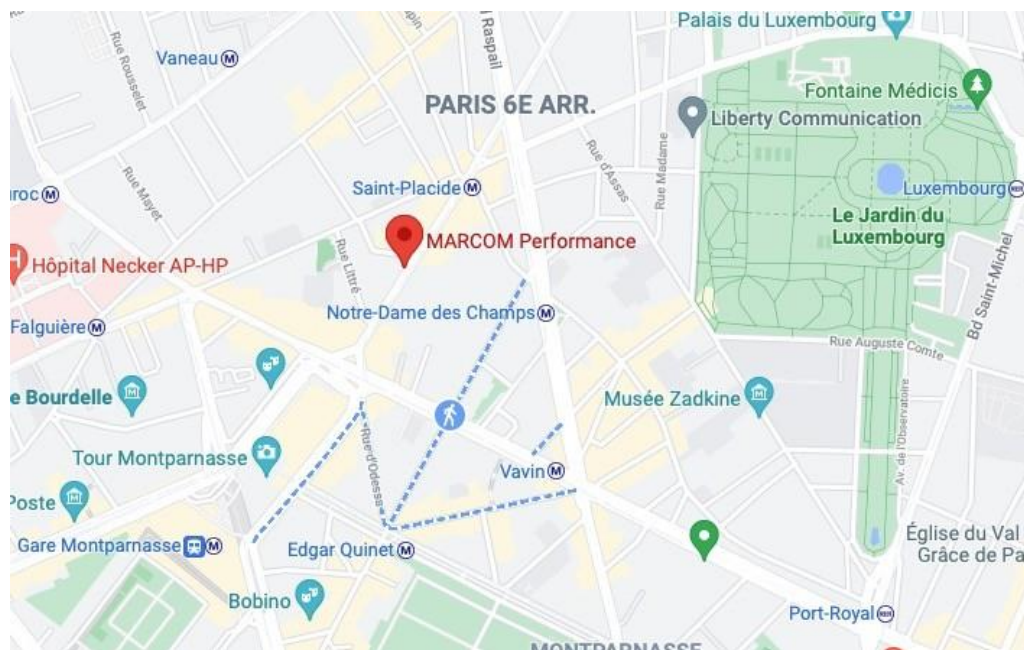 Palais du Luxembourg
Raspail
Rue Rousseler
Vaneau
Fontaine Médicis
PARIS 6E ARR.
Liberty Communication
Rue d'Assas
Rue Madame
Rue Mayet
Saint-Placide
Luxembourg
Le Jardin du
Luxembourg
MARCOM Performance
Rue Littré
Hôpital Necker AP-HP
Bd Saint-Michel
Notre-Dame des Champs
Falguière
Rue Auguste Comte
e Bourdelle
Musée Zadkine
Av. de l'Observatoire
Rue d'Odessa
Tour Montparnasse
Vavin
Poste
Gare Montparnasse
Edgar Quinet
Église du Val
Grâce de Pa
Bobino
Port-Royal
MONTPARNASSE